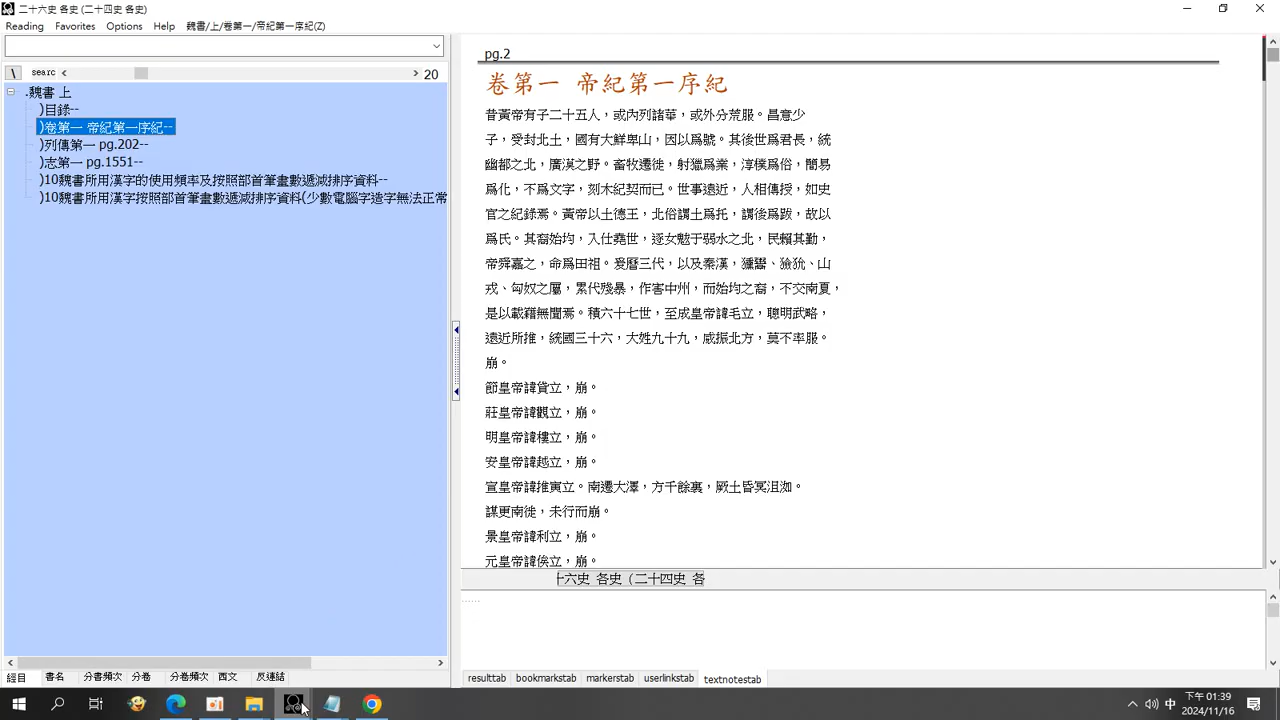 二十六史 各史 (二十四史 各史)
Reading Favorites Options Help 魏書/上/卷第一/帝紀第一序紀(Z)
\ searc 20
.魏書 上
)目錄--
)卷第一 帝紀第一序紀--
)列傳第一 pg.202--
)志第一 pg.1551--
)10魏書所用漢字的使用頻率及按照部首筆畫數遞減排序資料--
)10魏書所用漢字按照部首筆畫數遞減排序資料(少數電腦字造字無法正常
經目 書名 分書頻次 分卷 分卷頻次 西文 反連結
pg.2
卷第一 帝紀第一序紀
昔黃帝有子二十五人，或內列諸華，或外分荒服。昌意少
子，受封北土，國有大鮮卑山，因以爲號。其後世爲君長，統
幽都之北，廣漠之野。畜牧遷徙，射獵爲業，淳樸爲俗，簡易
爲化，不爲文字，刻木紀契而已。世事遠近，人相傳授，如史
官之紀錄焉。黃帝以土德王，北俗謂土爲托，謂後爲跋，故以
爲氏。其裔始均，入仕堯世，逐女魃于弱水之北，民賴其勤，
帝舜嘉之，命爲田祖。爰曆三代，以及秦漢，獯鬻、獫狁、山
戎、匈奴之屬，累代殘暴，作害中州，而始均之裔，不交南夏，
是以載籍無聞焉。積六十七世，至成皇帝諱毛立，聰明武略，
遠近所推，統國三十六，大姓九十九，威振北方，莫不率服。
崩。
節皇帝諱貸立，崩。
莊皇帝諱觀立，崩。
明皇帝諱樓立，崩。
安皇帝諱越立，崩。
宣皇帝諱推寅立。南遷大澤，方千餘裏，厥土昏冥沮洳。
謀更南徙，未行而崩。
景皇帝諱利立，崩。
元皇帝諱俟立，崩。
十六史 各史 (二十四史 各
......
resulttab bookmarkstab markerstab userlinkstab textnotestab
中 下午 01:39
2024/11/16